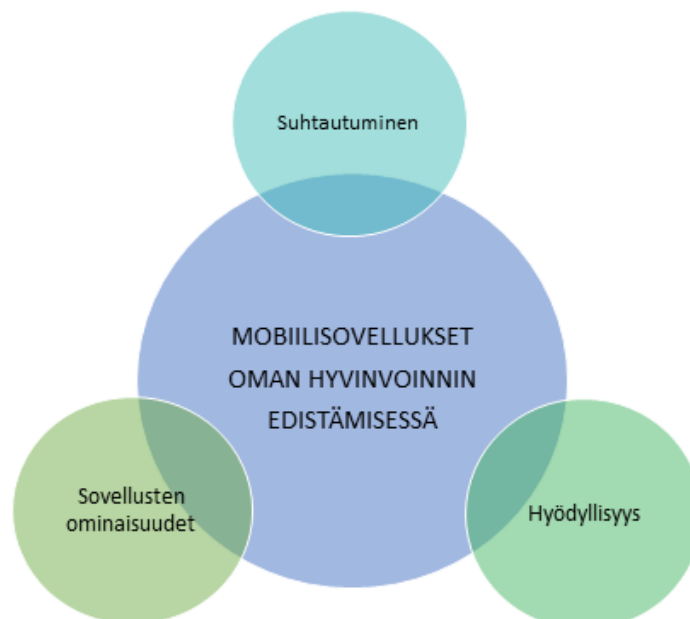 Suhtautuminen
MOBIILISOVELLUKSET
OMAN HYVINVOINNIN
EDISTÄMISESSÄ
Sovellusten
ominaisuudet
Hyödyllisyys